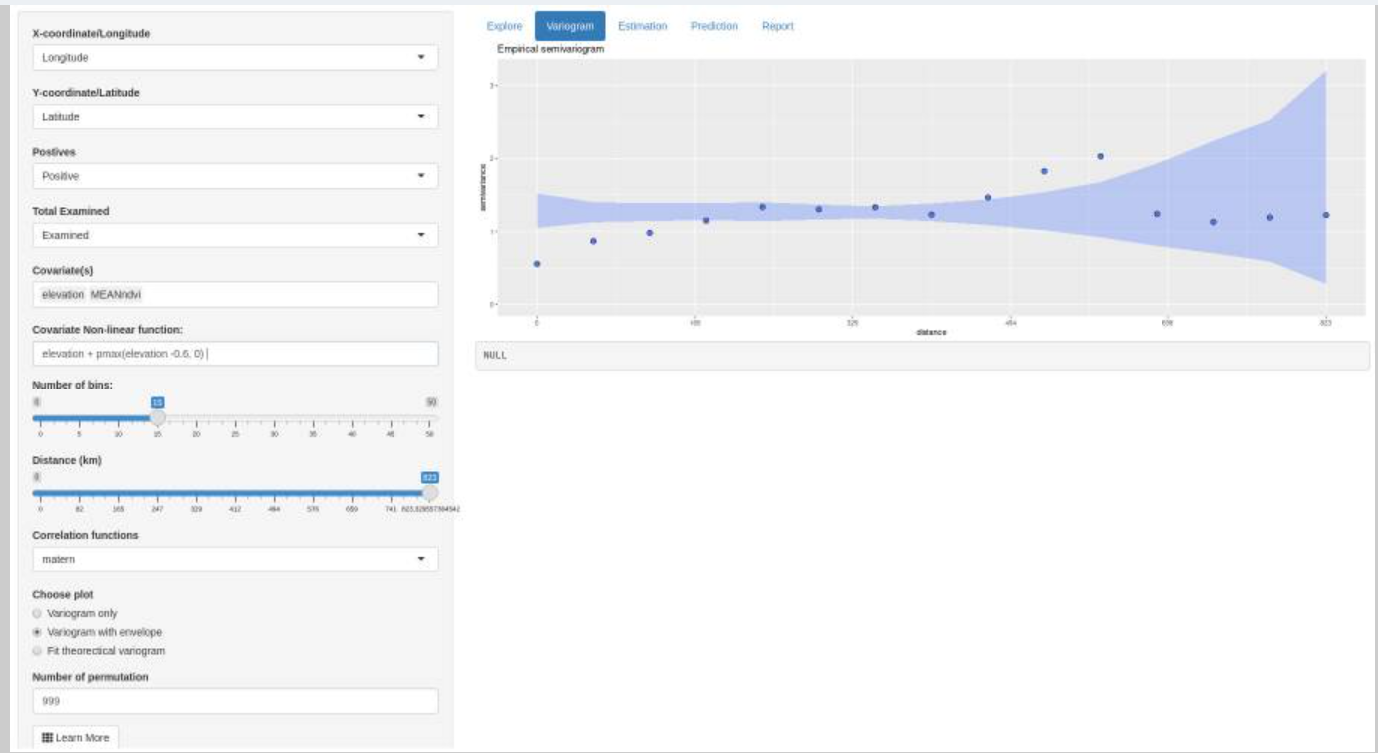 X-coordinate/Longitude
Longitude
Y-coordinate/Latitude
Latitude
Postives
Positive
Total Examined
Examined
Covariate(s)
elevation MEANndvi
Covariate Non-linear function:
elevation + pmax(elevation -0.6, 0)
Number of bins:
0 15 50
0 5 10 15 20 25 30 35 40 45 50
Distance (km)
0 823
0 82 165 247 329 412 494 576 659 741
Correlation functions
matern
Choose plot
Variogram only
Variogram with envelope
Fit theorectical variogram
Number of permutation
999
Learn More
Explore Variogram Estimation Prediction Report
Empirical semivariogram
semivariance
3
2
1
0
0 165 329 494 823
distance
NULL